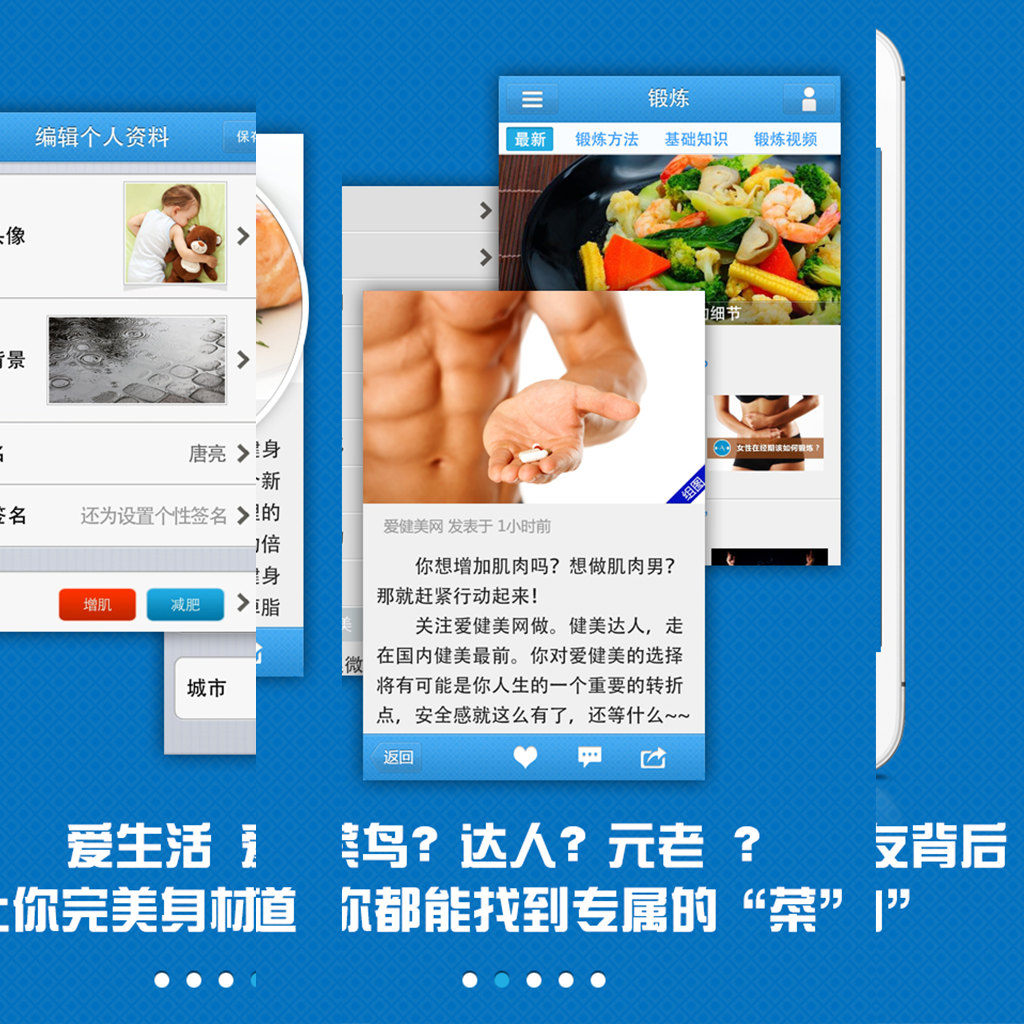 编辑个人资料
头像
背景
唐亮
签名
还为设置个性签名
增肌
减肥
城市
健身
个新
里的
的倍
健身
卓脂
锻炼
最新
锻炼方法
基础知识
锻炼视频
的细节
女性在经期该如何锻炼？
组图
爱健美网 发表于 1小时前
你想增加肌肉吗？想做肌肉男？
那就赶紧行动起来！
关注爱健美网做。健美达人，走
在国内健美最前。你对爱健美的选择
将有可能是你人生的一个重要的转折
点，安全感就这么有了，还等什么~~
返回
微
爱生活
让你完美身材道
菜鸟？达人？元老 ？
你都能找到专属的“茶”
友背后
”